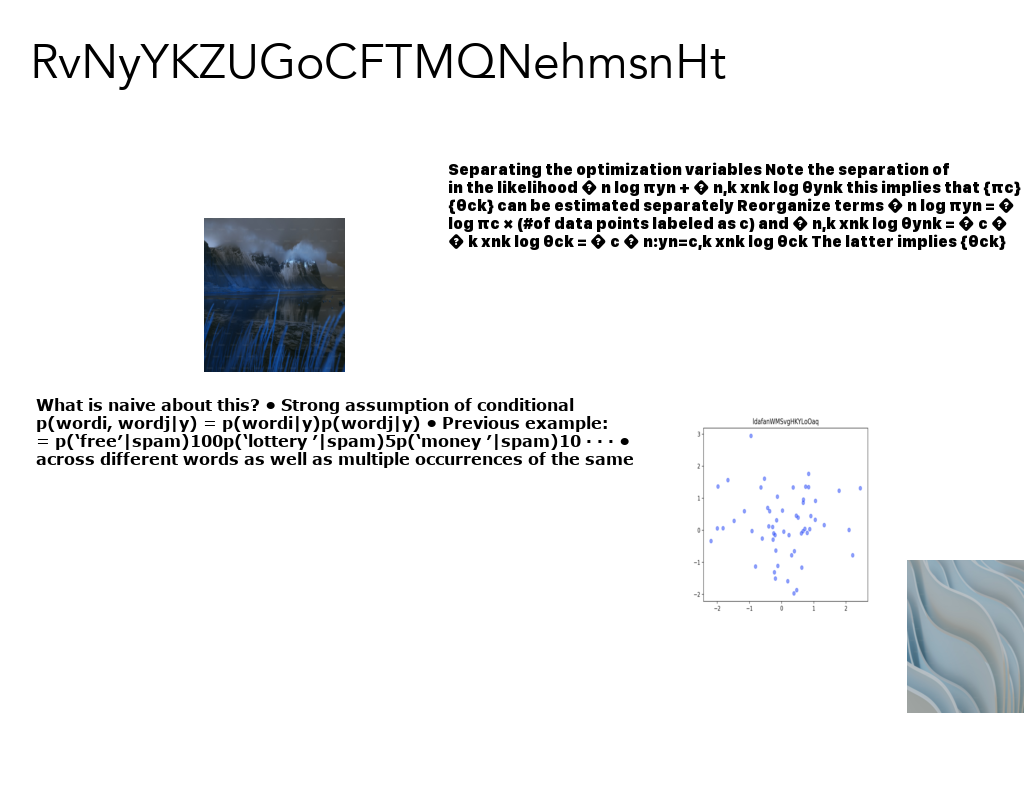 RvNyYKZUGoCFTMQNehmsnHt
Separating the optimization variables Note the separation of
in the likelihood � n log πyn + � n,k xnk log θynk this implies that {πc}
{θck} can be estimated separately Reorganize terms � n log πyn = �
log πc × (#of data points labeled as c) and � n,k xnk log θynk = � c �
� k xnk log θck = � c � n:yn=c,k xnk log θck The latter implies {θck}
What is naive about this? • Strong assumption of conditional
p(wordi, wordj|y) = p(wordi|y)p(wordj|y) • Previous example:
= p(‘free’|spam)100p(‘lottery ’|spam)5p(‘money ’|spam)10 · · · •
across different words as well as multiple occurrences of the same
IdafanWMSvgHKYLoOaq
3
2
1
0
−1
−2
−2 −1 0 1 2